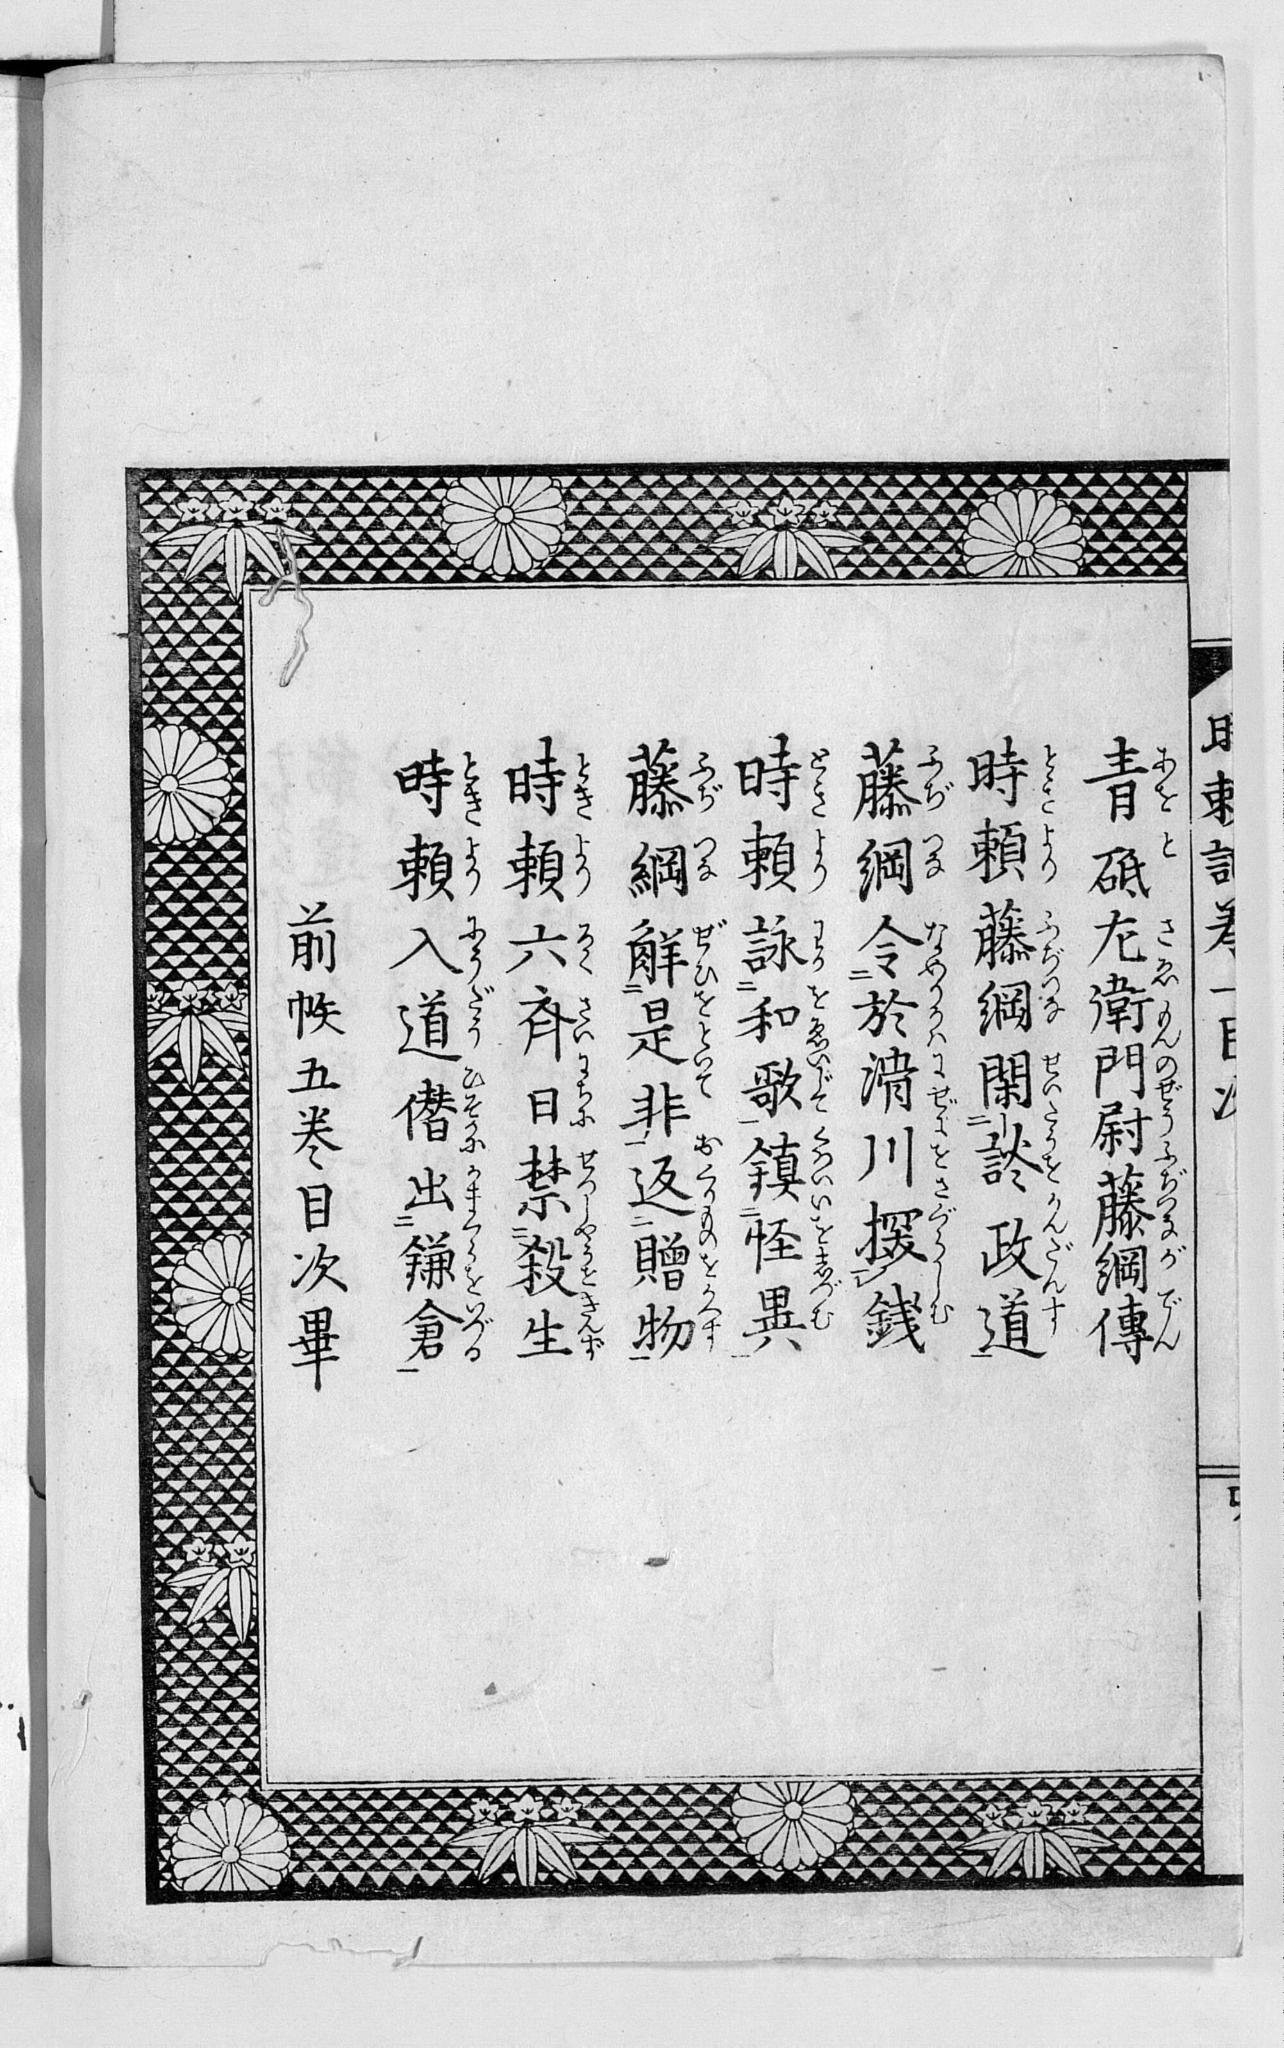 時頼記巻一目次
青砥左衛門尉藤綱傳
時頼藤綱閑談政道
藤綱令於滑川探銭
時頼詠和歌鎮怪異
藤綱觧是非返贈物
時頼六齊日禁殺生
時頼入道僭出鎌倉
前帙五巻目次畢